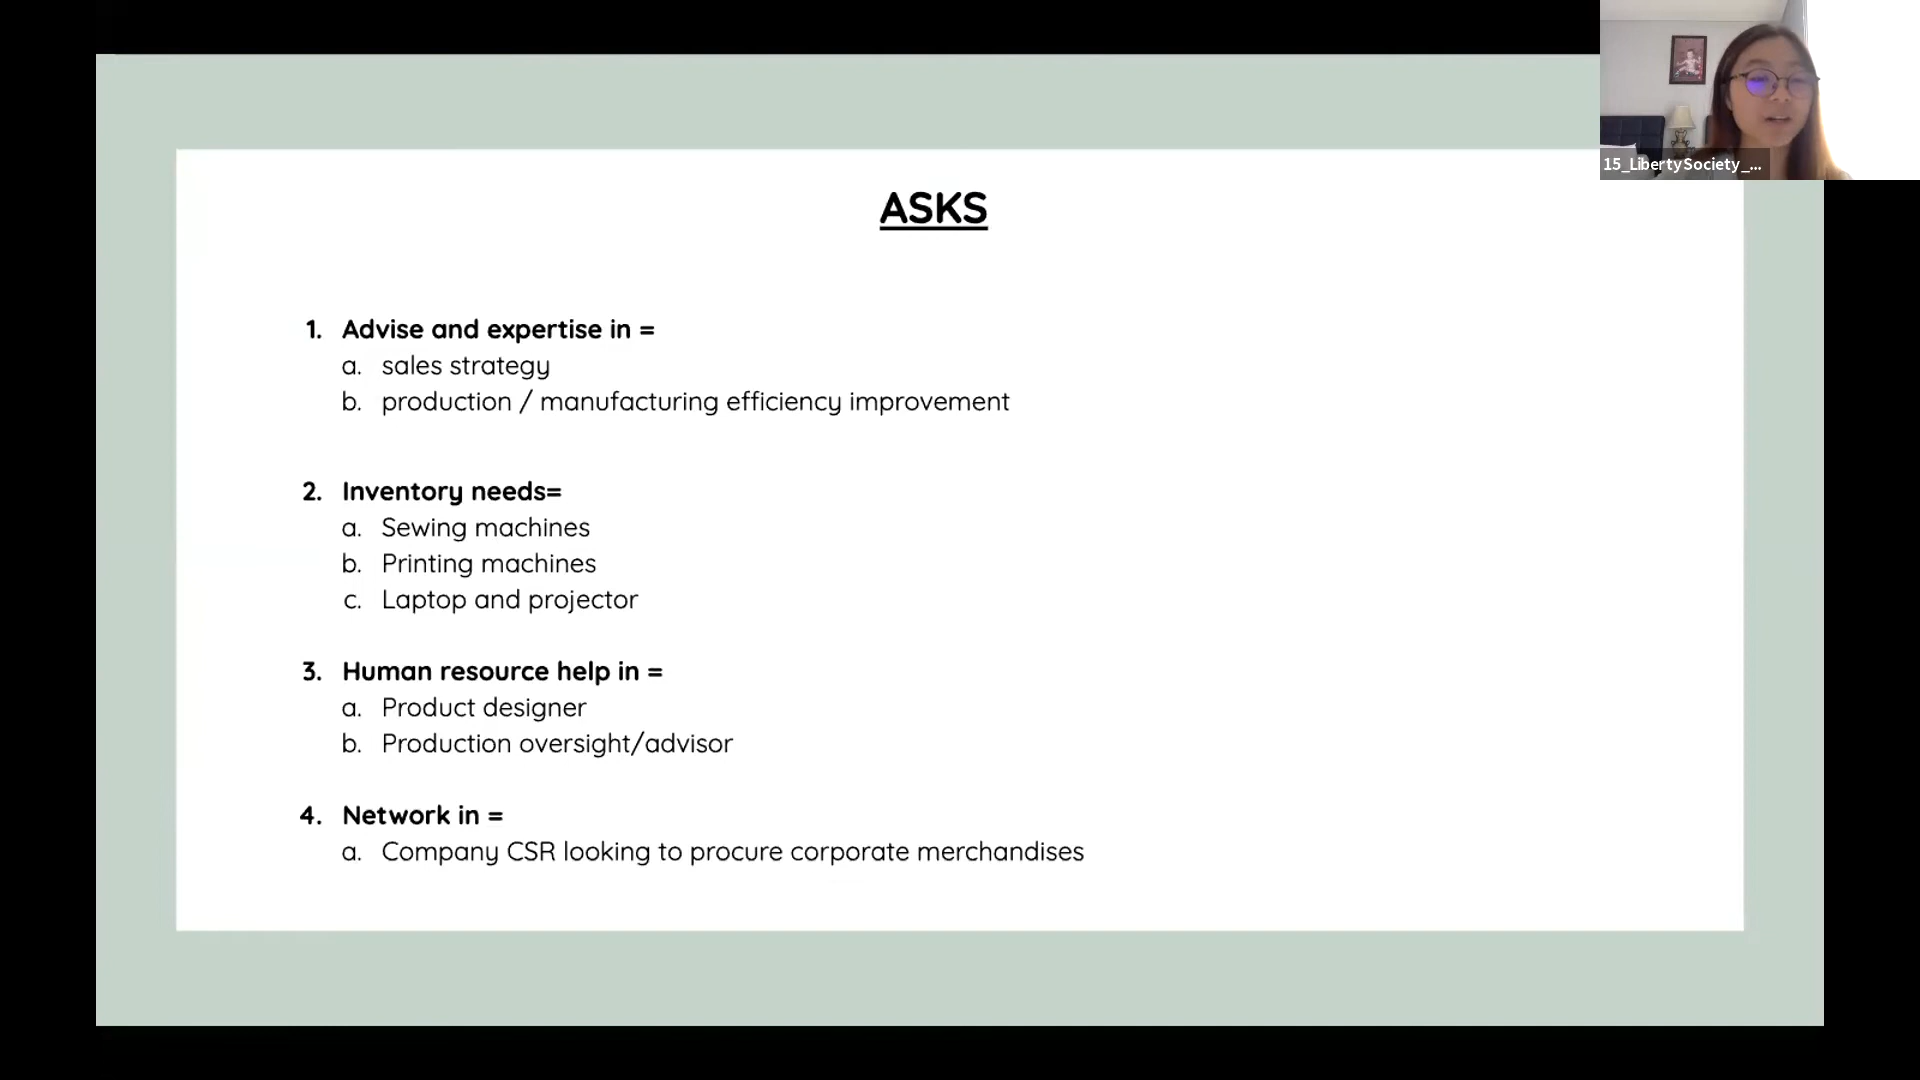 15_LibertySociety_...
ASKS
1. Advise and expertise in =
a. sales strategy
b. production / manufacturing efficiency improvement
2. Inventory needs=
a. Sewing machines
b. Printing machines
c. Laptop and projector
3. Human resource help in =
a. Product designer
b. Production oversight/advisor
4. Network in =
a. Company CSR looking to procure corporate merchandises